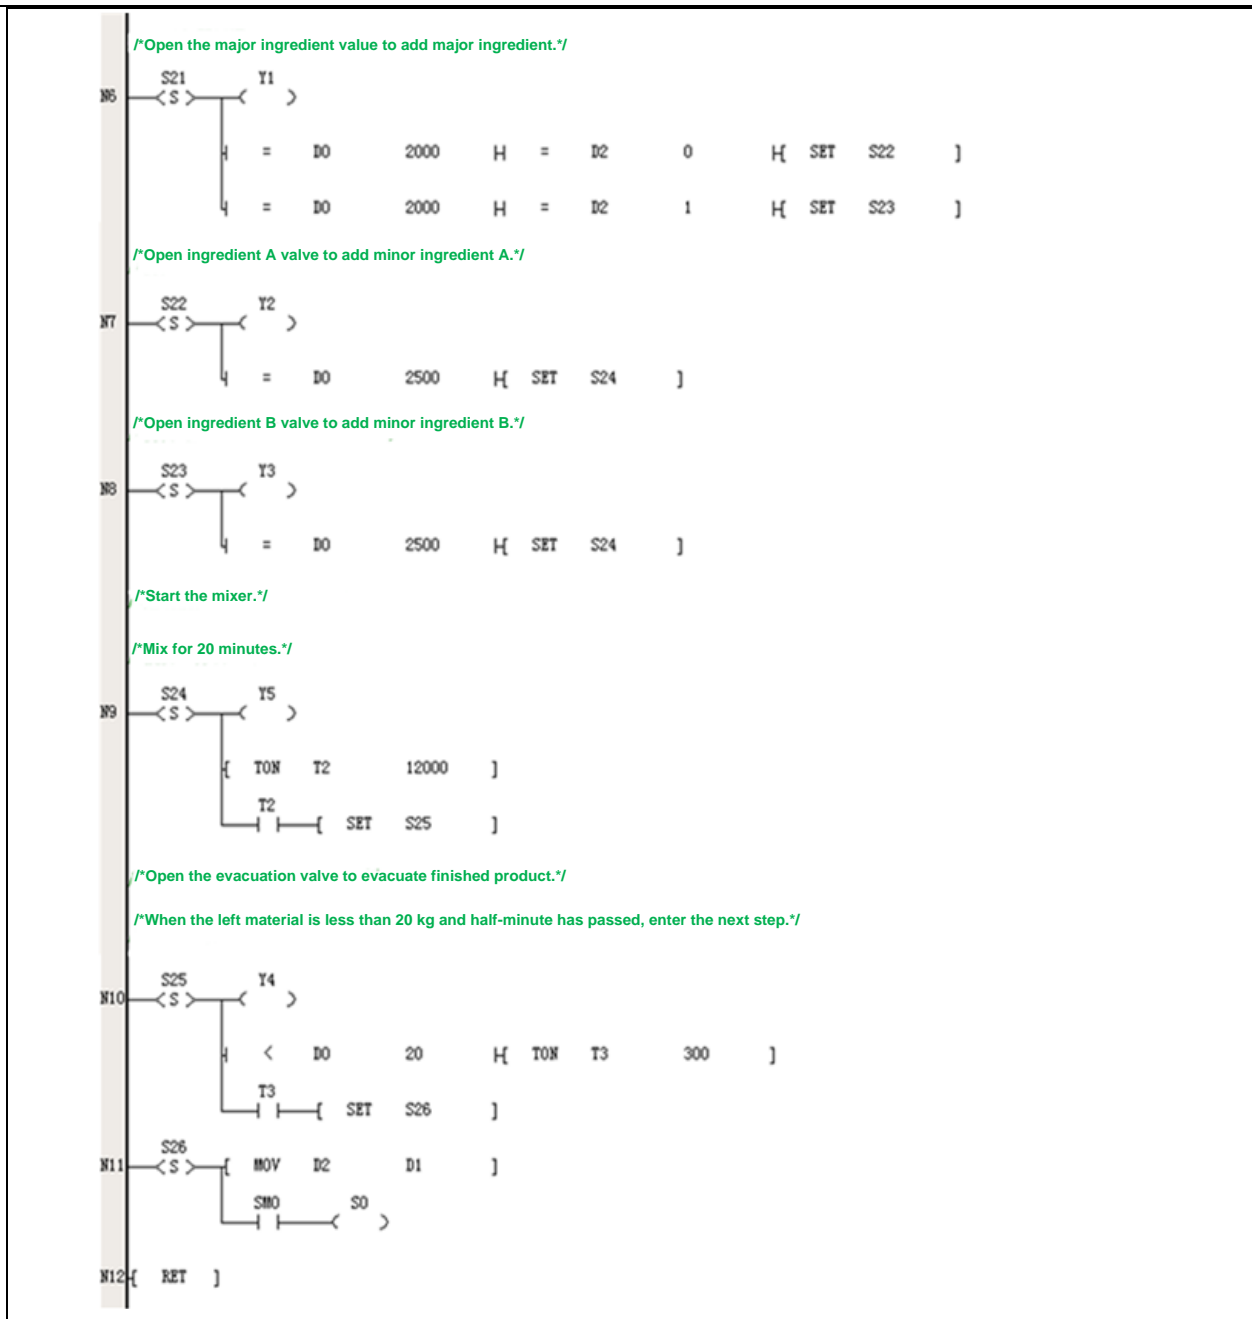 /*Open the major ingredient value to add major ingredient.*/
S21 Y1
N6 S
= D0 2000 = D2 0 SET S22
= D0 2000 = D2 1 SET S23
/*Open ingredient A valve to add minor ingredient A.*/
S22 Y2
N7 S
= D0 2500 SET S24
/*Open ingredient B valve to add minor ingredient B.*/
S23 Y3
N8 S
= D0 2500 SET S24
/*Start the mixer.*/
/*Mix for 20 minutes.*/
S24 Y5
N9 S
[ TON T2 12000 ]
T2
[ SET S25 ]
/*Open the evacuation valve to evacuate finished product.*/
/*When the left material is less than 20 kg and half-minute has passed, enter the next step.*/
S25 Y4
N10 S
< D0 20 [ TON T3 300 ]
T3
[ SET S26 ]
S26
N11 S [ MOV D2 D1 ]
SM0 S0
N12 [ RET ]